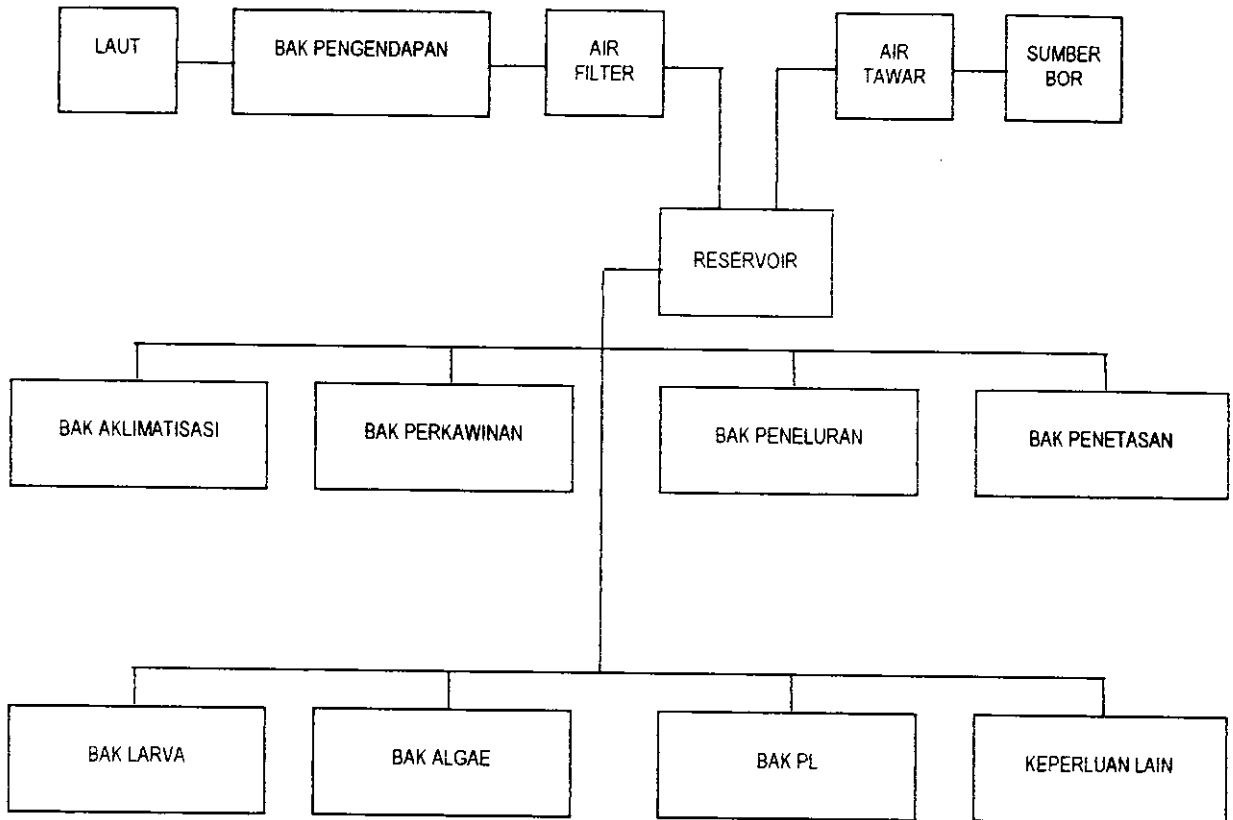 LAUT
BAK PENGENDAPAN
AIR
FILTER
AIR
TAWAR
SUMBER
BOR
RESERVOIR
BAK AKLIMATISASI
BAK PERKAWINAN
BAK PENELURAN
BAK PENETASAN
BAK LARVA
BAK ALGAE
BAK PL
KEPERLUAN LAIN